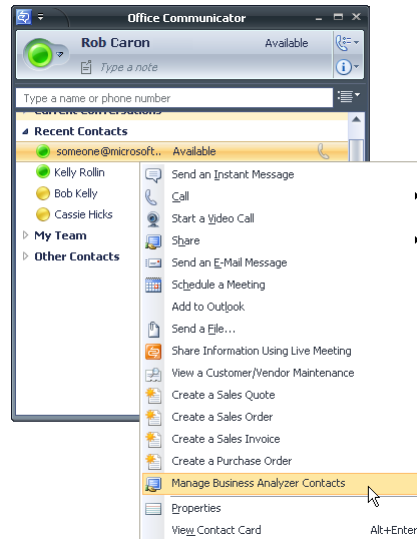 Office Communicator
Rob Caron Available
Type a note
Type a name or phone number
Current Conversations
Recent Contacts
someone@microsoft.. Available
Kelly Rollin
Bob Kelly
Cassie Hicks
My Team
Other Contacts
Send an Instant Message
Call
Start a Video Call
Share
Send an E-Mail Message
Schedule a Meeting
Add to Outlook
Send a File...
Share Information Using Live Meeting
View a Customer/Vendor Maintenance
Create a Sales Quote
Create a Sales Order
Create a Sales Invoice
Create a Purchase Order
Manage Business Analyzer Contacts
Properties
View Contact Card Alt+Enter